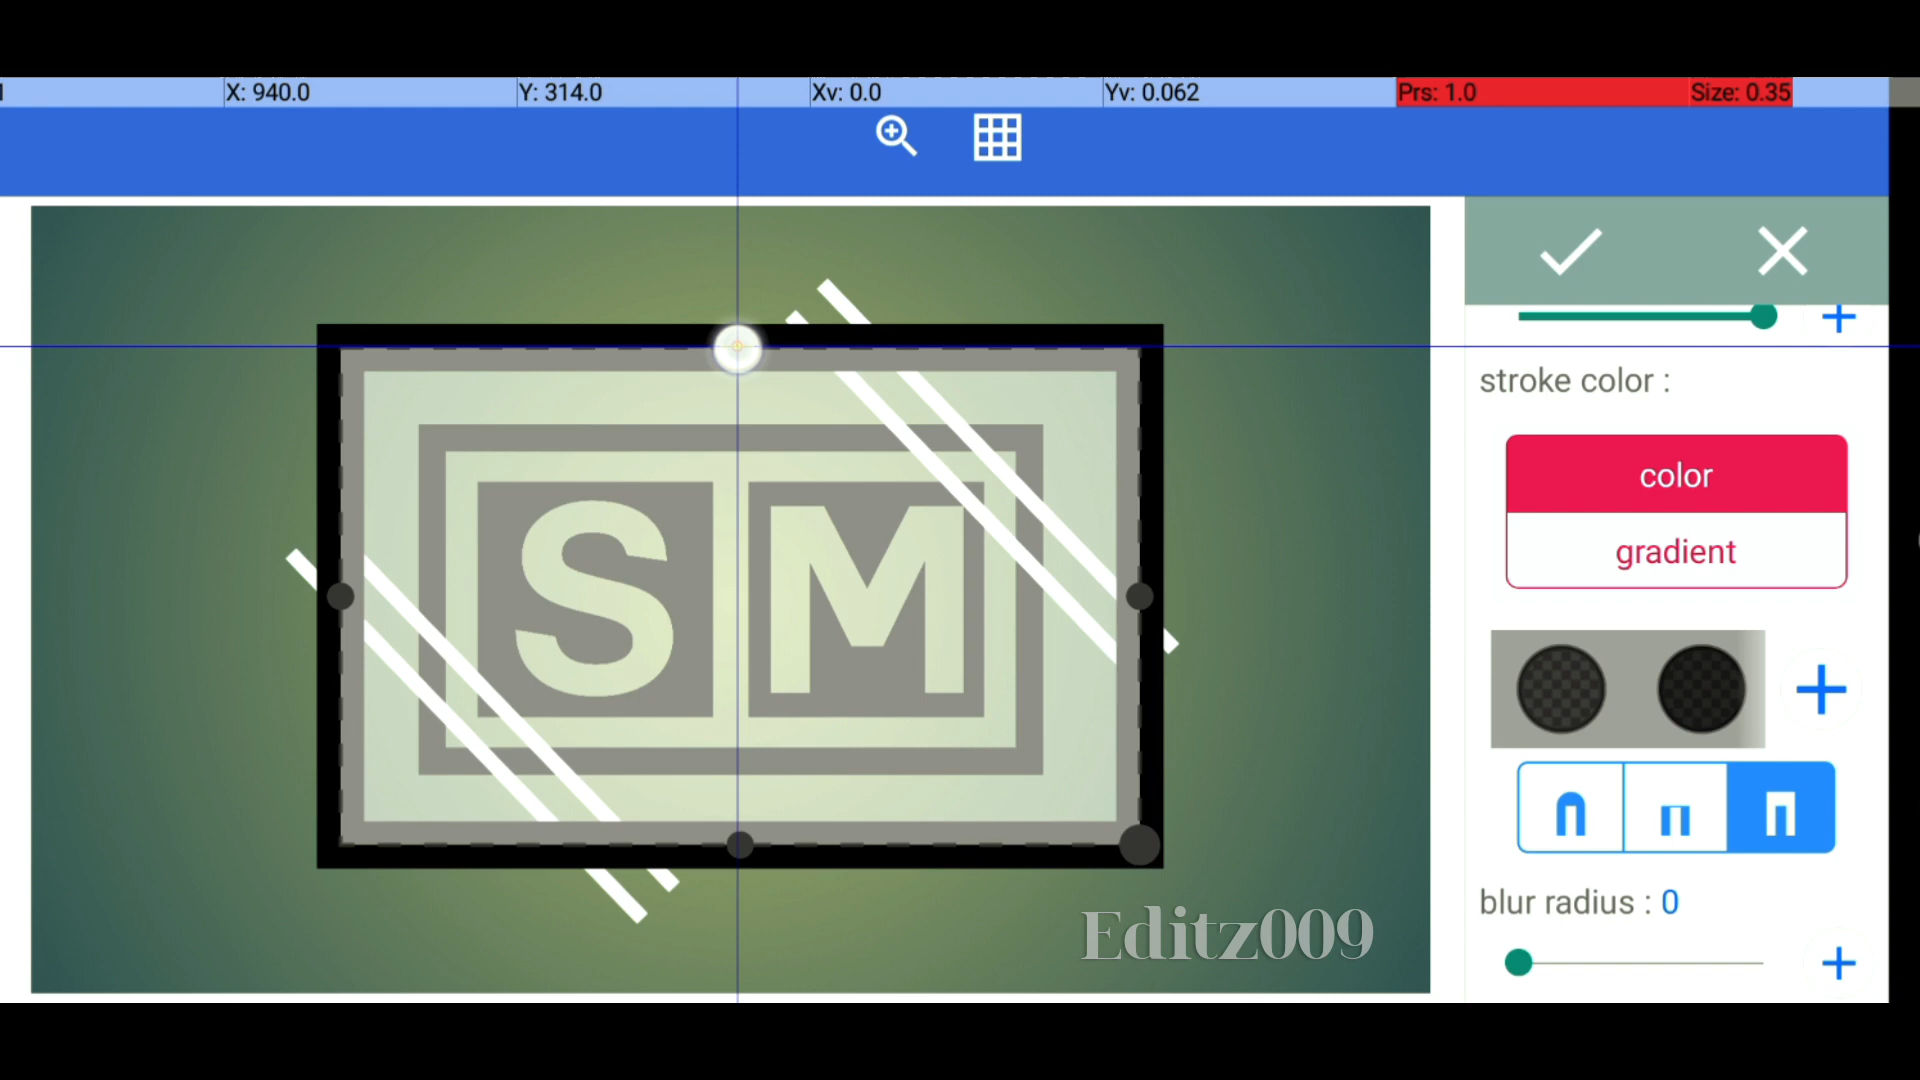 X: 940.0
Y: 314.0
Xv: 0.0
Yv: 0.062
Prs: 1.0
Size: 0.35
stroke color :
color
gradient
S M
blur radius : 0
Editz009